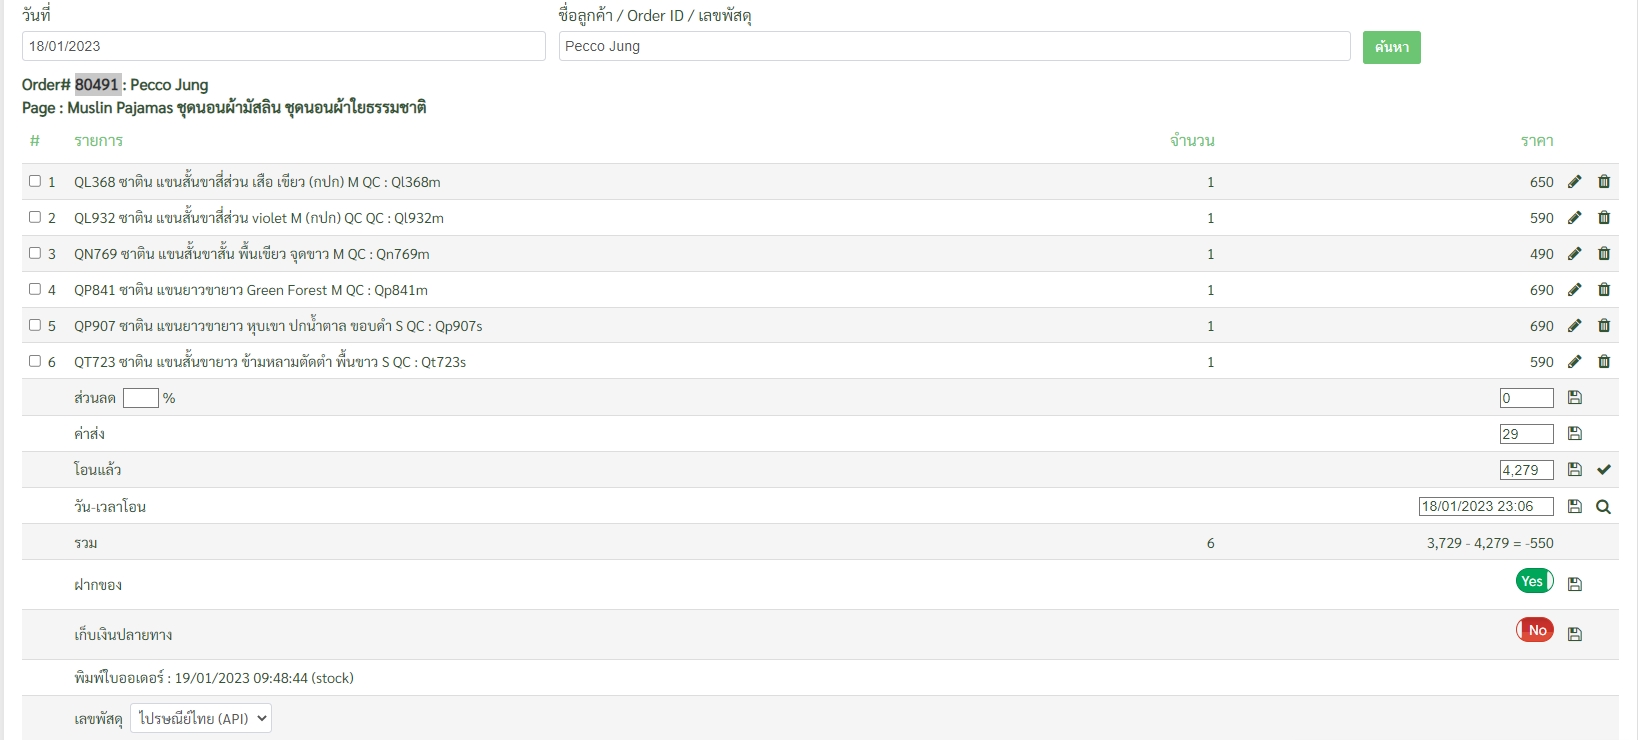 วันที่
ชื่อลูกค้า / Order ID / เลขพัสดุ
18/01/2023
Pecco Jung
ค้นหา
Order# 80491 : Pecco Jung
Page : Muslin Pajamas ชุดนอนผ้ามัสลิน ชุดนอนผ้าใยธรรมชาติ
# รายการ จำนวน ราคา
1 QL368 ซาติน แขนสั้นขาสี่ส่วน เสือ เขียว (กปก) M QC : Ql368m 1 650
2 QL932 ซาติน แขนสั้นขาสี่ส่วน violet M (กปก) QC QC : Ql932m 1 590
3 QN769 ซาติน แขนสั้นขาสั้น พื้นเขียว จุดขาว M QC : Qn769m 1 490
4 QP841 ซาติน แขนยาวขายาว Green Forest M QC : Qp841m 1 690
5 QP907 ซาติน แขนยาวขายาว หุบเขา ปกน้ำตาล ขอบดำ S QC : Qp907s 1 690
6 QT723 ซาติน แขนสั้นขายาว ข้ามหลามตัดดำ พื้นขาว S QC : Qt723s 1 590
ส่วนลด % 0
ค่าส่ง 29
โอนแล้ว 4,279
วัน-เวลาโอน 18/01/2023 23:06
รวม 6 3,729 - 4,279 = -550
ฝากของ Yes
เก็บเงินปลายทาง No
พิมพ์ใบออเดอร์ : 19/01/2023 09:48:44 (stock)
เลขพัสดุ ไปรษณีย์ไทย (API)